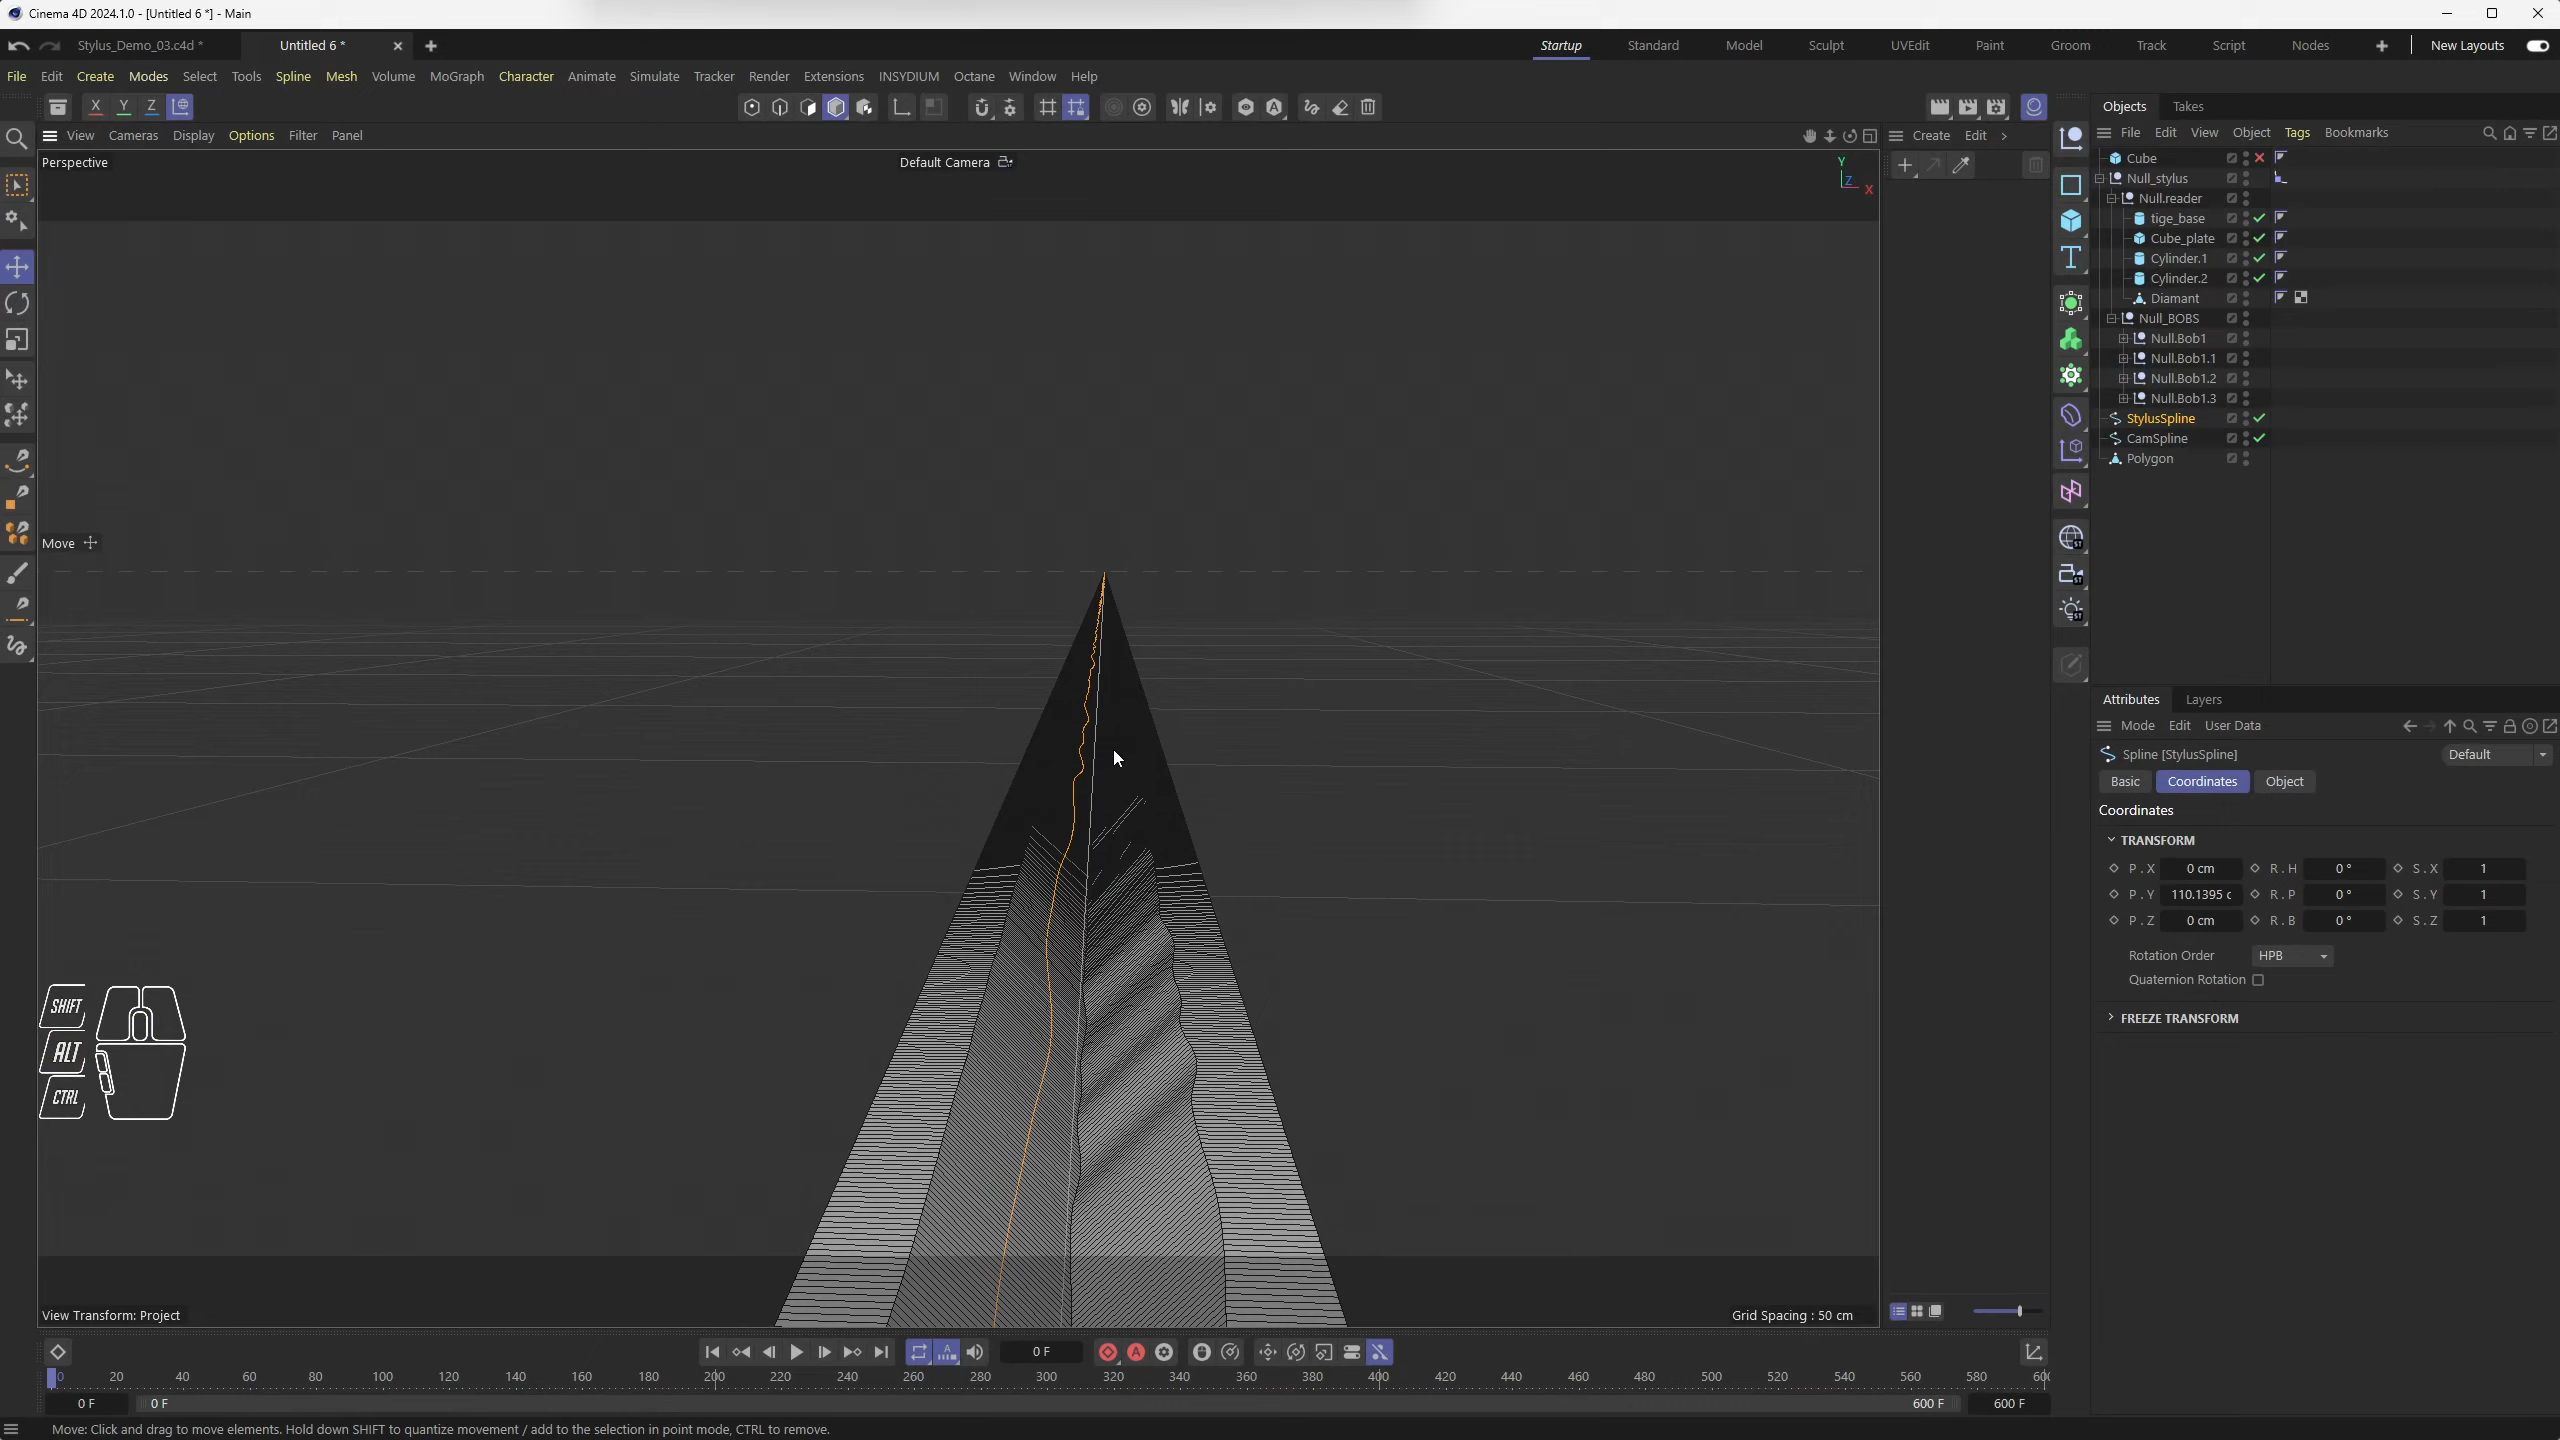 Cinema 4D 2024.1.0 - [Untitled 6 *] - Main
Stylus_Demo_03.c4d *
Untitled 6 *
Startup Standard Model Sculpt UVEdit Paint Groom Track Script Nodes New Layouts
File Edit Create Modes Select Tools Spline Mesh Volume MoGraph Character Animate Simulate Tracker Render Extensions INSYDIUM Octane Window Help
X Y Z
Objects Takes
View Cameras Display Options Filter Panel
Create Edit
File Edit View Object Tags Bookmarks
Perspective
Default Camera
Y
Z
X
Cube
Null_stylus
Null.reader
tige_base
Cube_plate
Cylinder.1
Cylinder.2
Diamant
Null_BOBS
Null.Bob1
Null.Bob1.1
Null.Bob1.2
Null.Bob1.3
StylusSpline
CamSpline
Polygon
Move
SHIFT
ALT
CTRL
View Transform: Project
Grid Spacing : 50 cm
Attributes Layers
Mode Edit User Data
Spline [StylusSpline]
Default
Basic Coordinates Object
Coordinates
TRANSFORM
P . X 0 cm R . H 0 ° S . X 1
P . Y 110.1395 c R . P 0 ° S . Y 1
P . Z 0 cm R . B 0 ° S . Z 1
Rotation Order HPB
Quaternion Rotation
FREEZE TRANSFORM
0 F
0 20 40 60 80 100 120 140 160 180 200 220 240 260 280 300 320 340 360 380 400 420 440 460 480 500 520 540 560 580 600
0 F 0 F 600 F 600 F
Move: Click and drag to move elements. Hold down SHIFT to quantize movement / add to the selection in point mode, CTRL to remove.